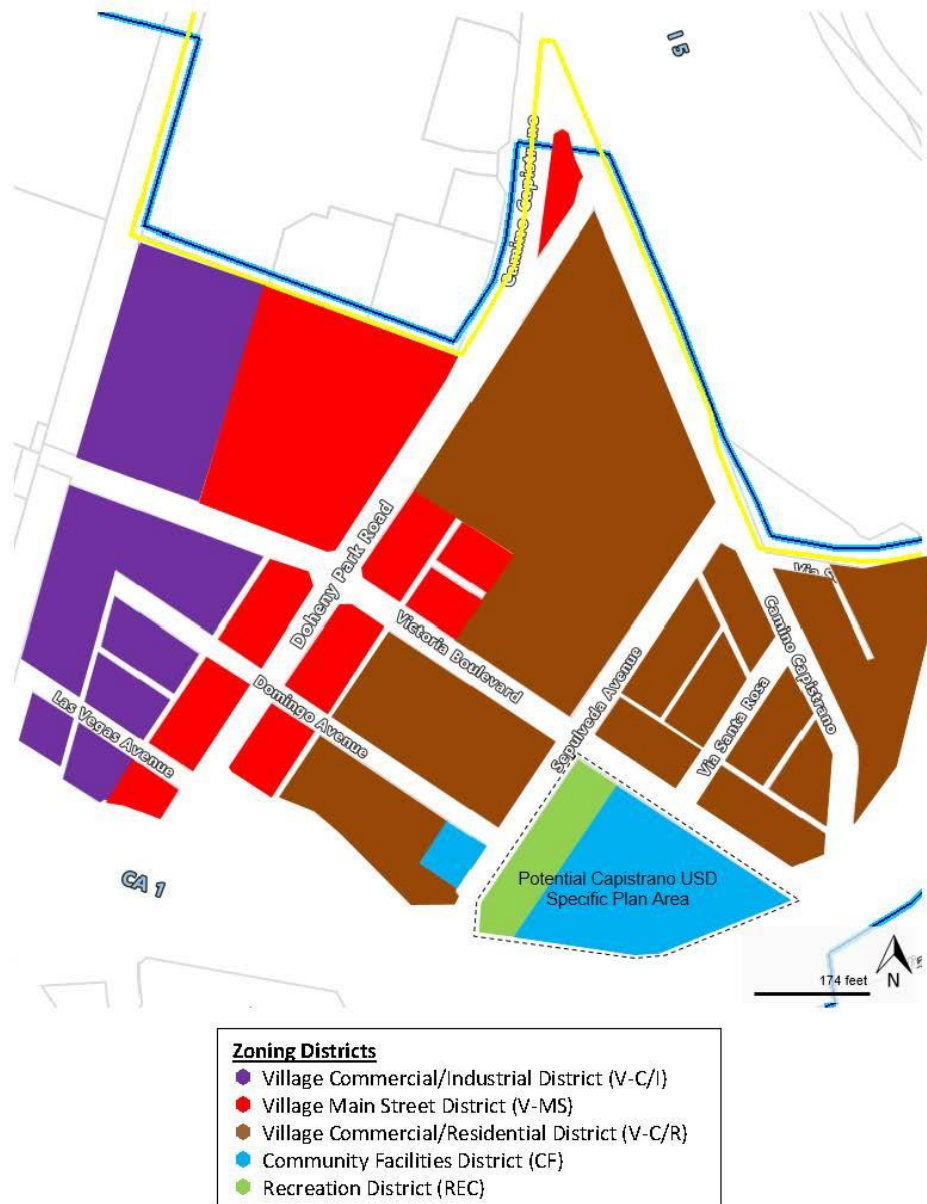 I 5
Camino Capistrano
Doheny Park Road
Victoria Boulevard
Domingo Avenue
Las Vegas Avenue
Sepulveda Avenue
Via S
Camino Capistrano
Via Santa Rosa
CA 1
Potential Capistrano USD
Specific Plan Area
174 feet
N
Zoning Districts
Village Commercial/Industrial District (V-C/I)
Village Main Street District (V-MS)
Village Commercial/Residential District (V-C/R)
Community Facilities District (CF)
Recreation District (REC)